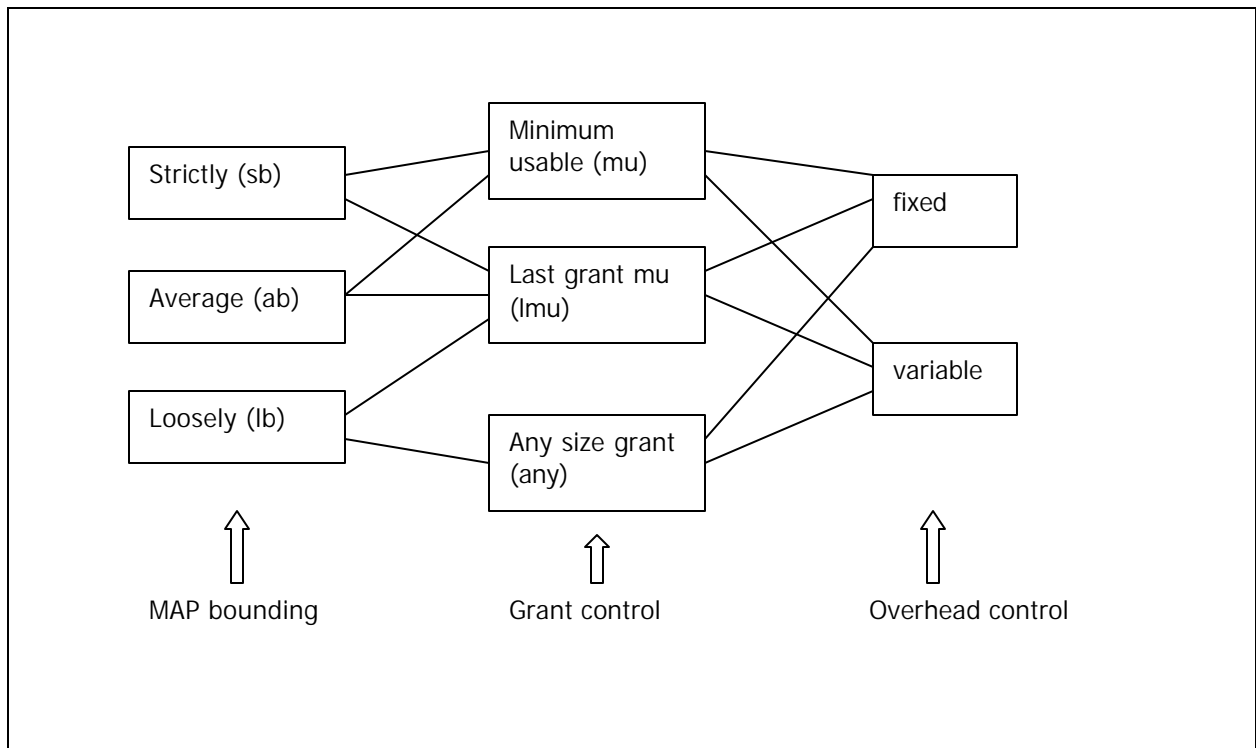 Strictly (sb)
Average (ab)
Loosely (lb)
Minimum
usable (mu)
Last grant mu
(lmu)
Any size grant
(any)
fixed
variable
MAP bounding
Grant control
Overhead control